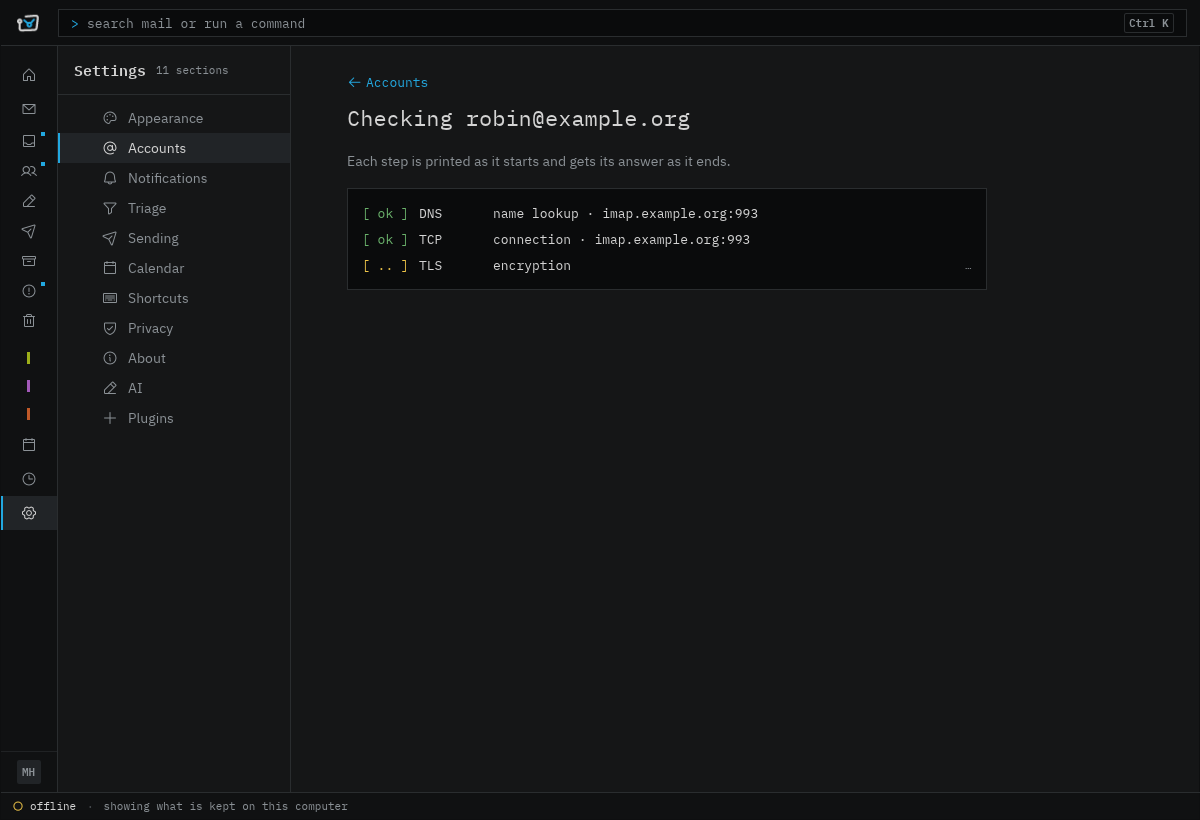 > search mail or run a command Ctrl K
Settings 11 sections
Appearance
Accounts
Notifications
Triage
Sending
Calendar
Shortcuts
Privacy
About
AI
Plugins
← Accounts
Checking robin@example.org
Each step is printed as it starts and gets its answer as it ends.
[ ok ] DNS name lookup · imap.example.org:993
[ ok ] TCP connection · imap.example.org:993
[ .. ] TLS encryption …
MH
offline · showing what is kept on this computer